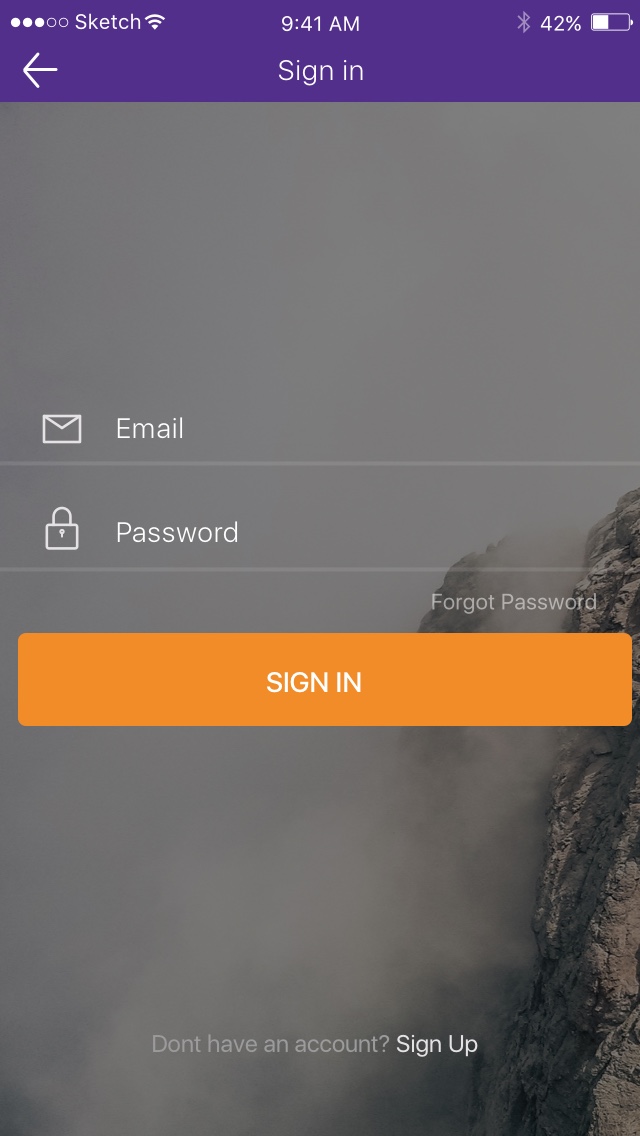 Sketch 9:41 AM 42%
Sign in
Email
Password
Forgot Password
SIGN IN
Dont have an account? Sign Up